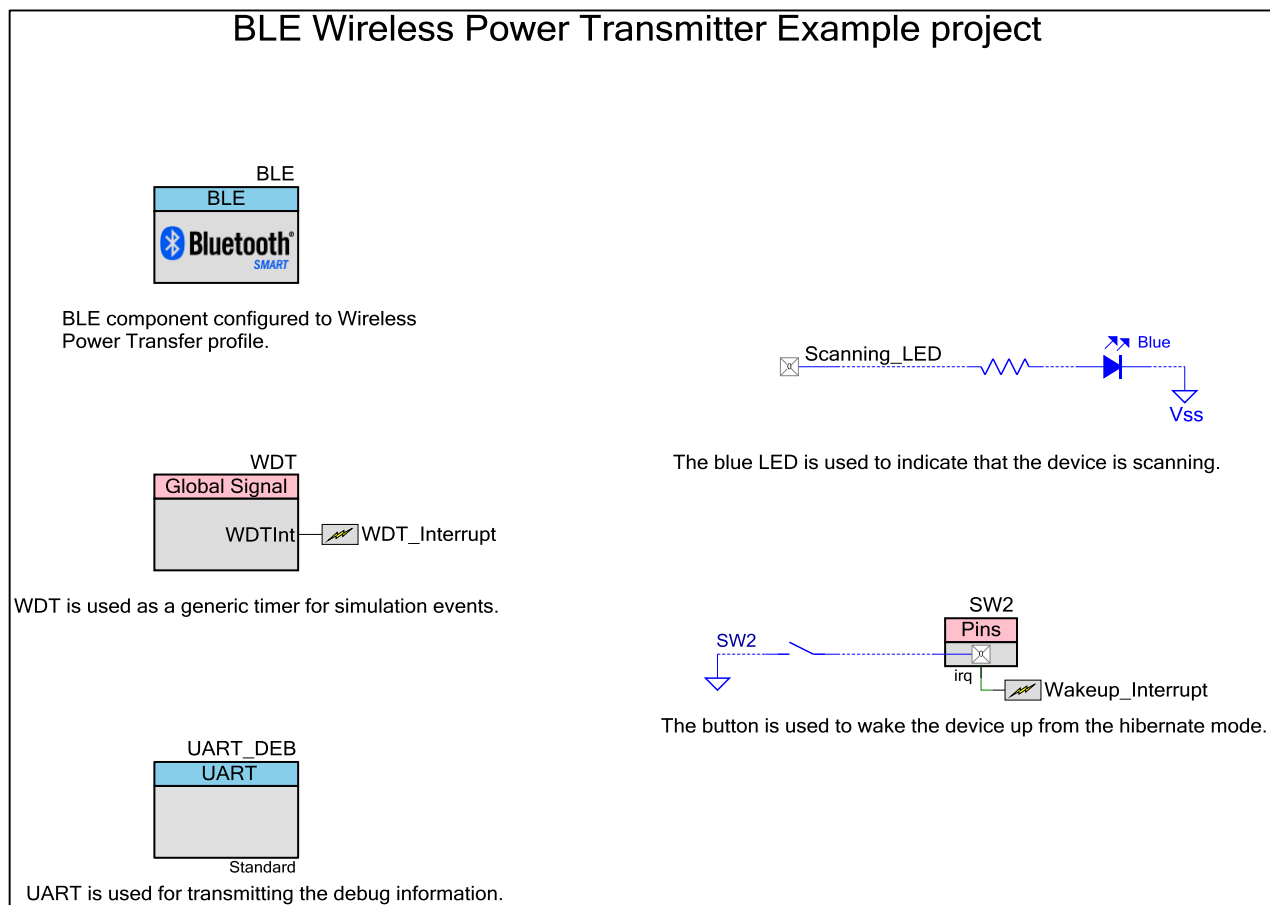 BLE Wireless Power Transmitter Example project
BLE
BLE
Bluetooth®
SMART
BLE component configured to Wireless
Power Transfer profile.
Scanning_LED
Blue
Vss
The blue LED is used to indicate that the device is scanning.
WDT
Global Signal
WDTInt
WDT_Interrupt
WDT is used as a generic timer for simulation events.
SW2
Pins
SW2
irq
Wakeup_Interrupt
The button is used to wake the device up from the hibernate mode.
UART_DEB
UART
Standard
UART is used for transmitting the debug information.